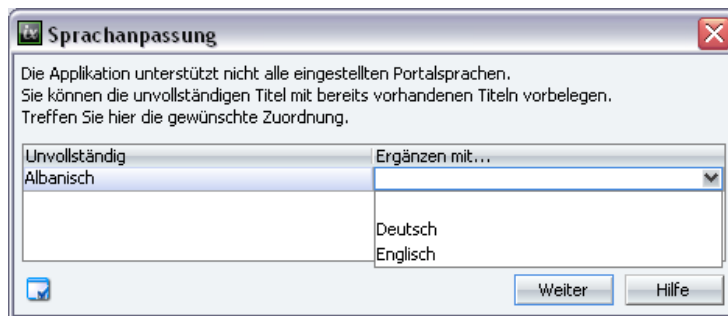 ix Sprachanpassung
Die Applikation unterstützt nicht alle eingestellten Portalsprachen.
Sie können die unvollständigen Titel mit bereits vorhandenen Titeln vorbelegen.
Treffen Sie hier die gewünschte Zuordnung.
Unvollständig Ergänzen mit...
Albanisch
Deutsch
Englisch
Weiter Hilfe